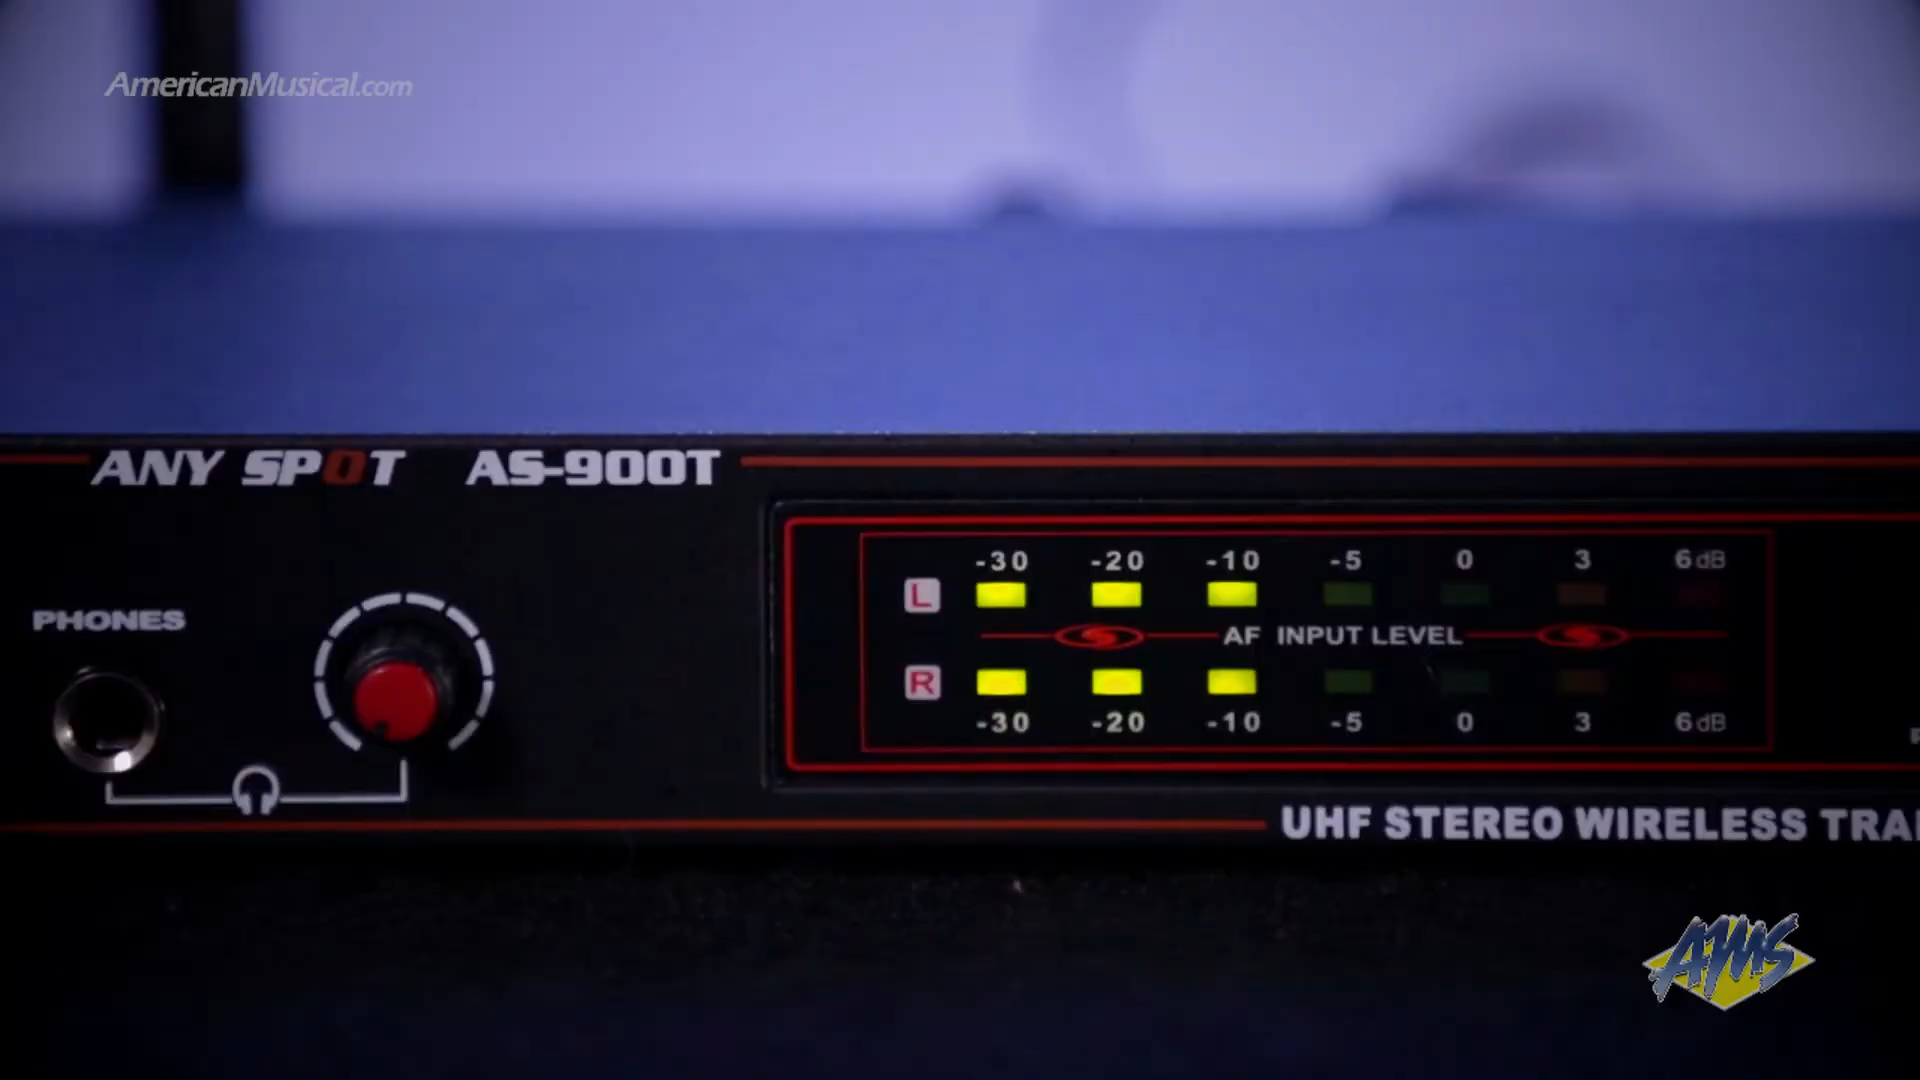 AmericanMusical.com
ANY SPOT AS-900T
PHONES
-30 -20 -10 -5 0 3 6dB
L
AF INPUT LEVEL
R
-30 -20 -10 -5 0 3 6dB
UHF STEREO WIRELESS
AMS